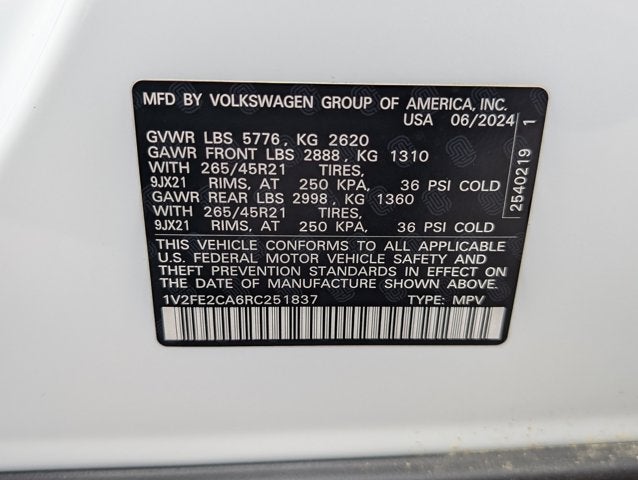 MFD BY VOLKSWAGEN GROUP OF AMERICA, INC.
USA 06/2024
GVWR LBS 5776, KG 2620
GAWR FRONT LBS 2888, KG 1310
WITH 265/45R21 TIRES,
9JX21 RIMS, AT 250 KPA, 36 PSI COLD
GAWR REAR LBS 2998, KG 1360
WITH 265/45R21 TIRES,
9JX21 RIMS, AT 250 KPA, 36 PSI COLD
THIS VEHICLE CONFORMS TO ALL APPLICABLE
U.S. FEDERAL MOTOR VEHICLE SAFETY AND
THEFT PREVENTION STANDARDS IN EFFECT ON
THE DATE OF MANUFACTURE SHOWN ABOVE.
1V2FE2CA6RC251837 TYPE: MPV
2540219 1